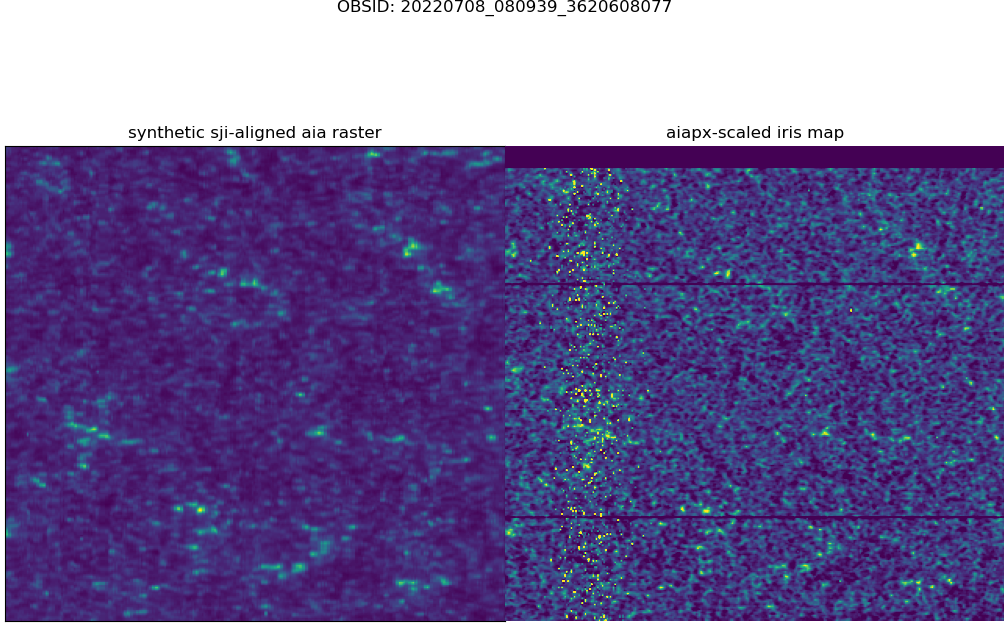 OBSID: 20220708_080939_3620608077
synthetic sji-aligned aia raster
aiapx-scaled iris map